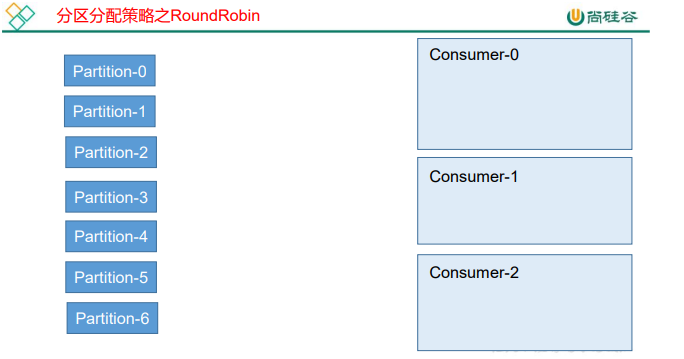 分区分配策略之RoundRobin
尚硅谷
Partition-0
Partition-1
Partition-2
Partition-3
Partition-4
Partition-5
Partition-6
Consumer-0
Consumer-1
Consumer-2